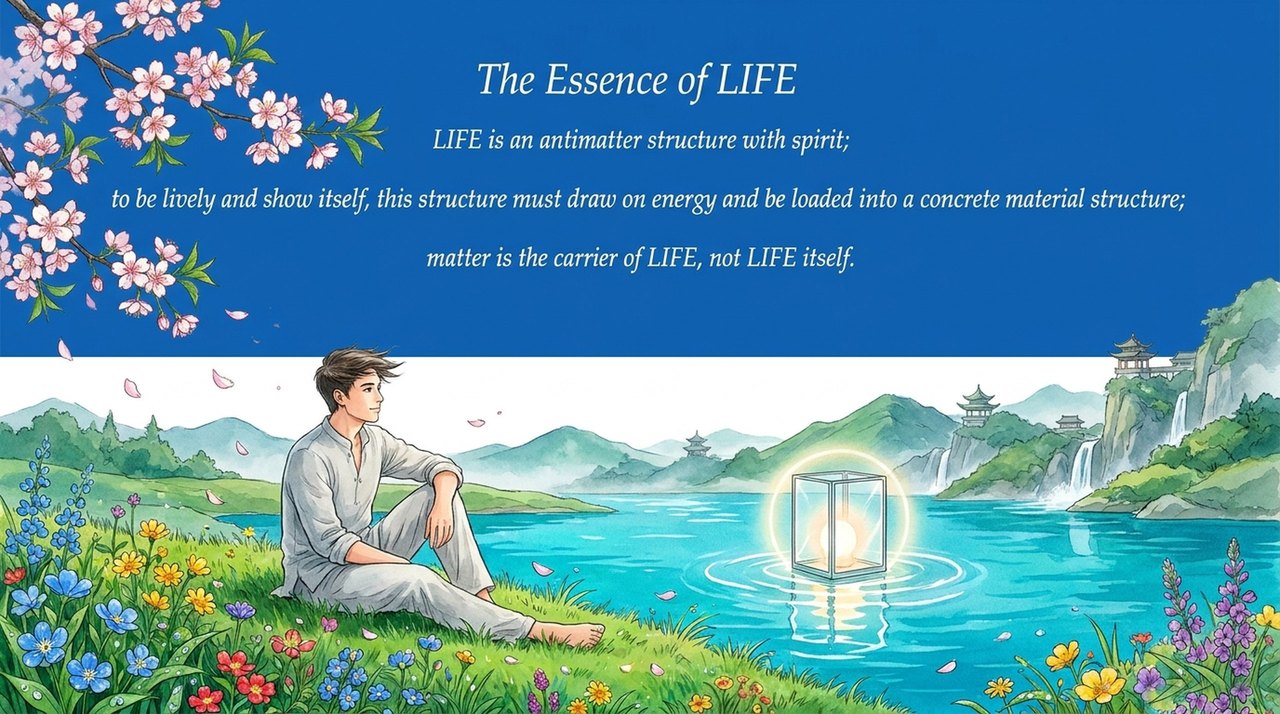 The Essence of LIFE
LIFE is an antimatter structure with spirit;
to be lively and show itself, this structure must draw on energy and be loaded into a concrete material structure;
matter is the carrier of LIFE, not LIFE itself.